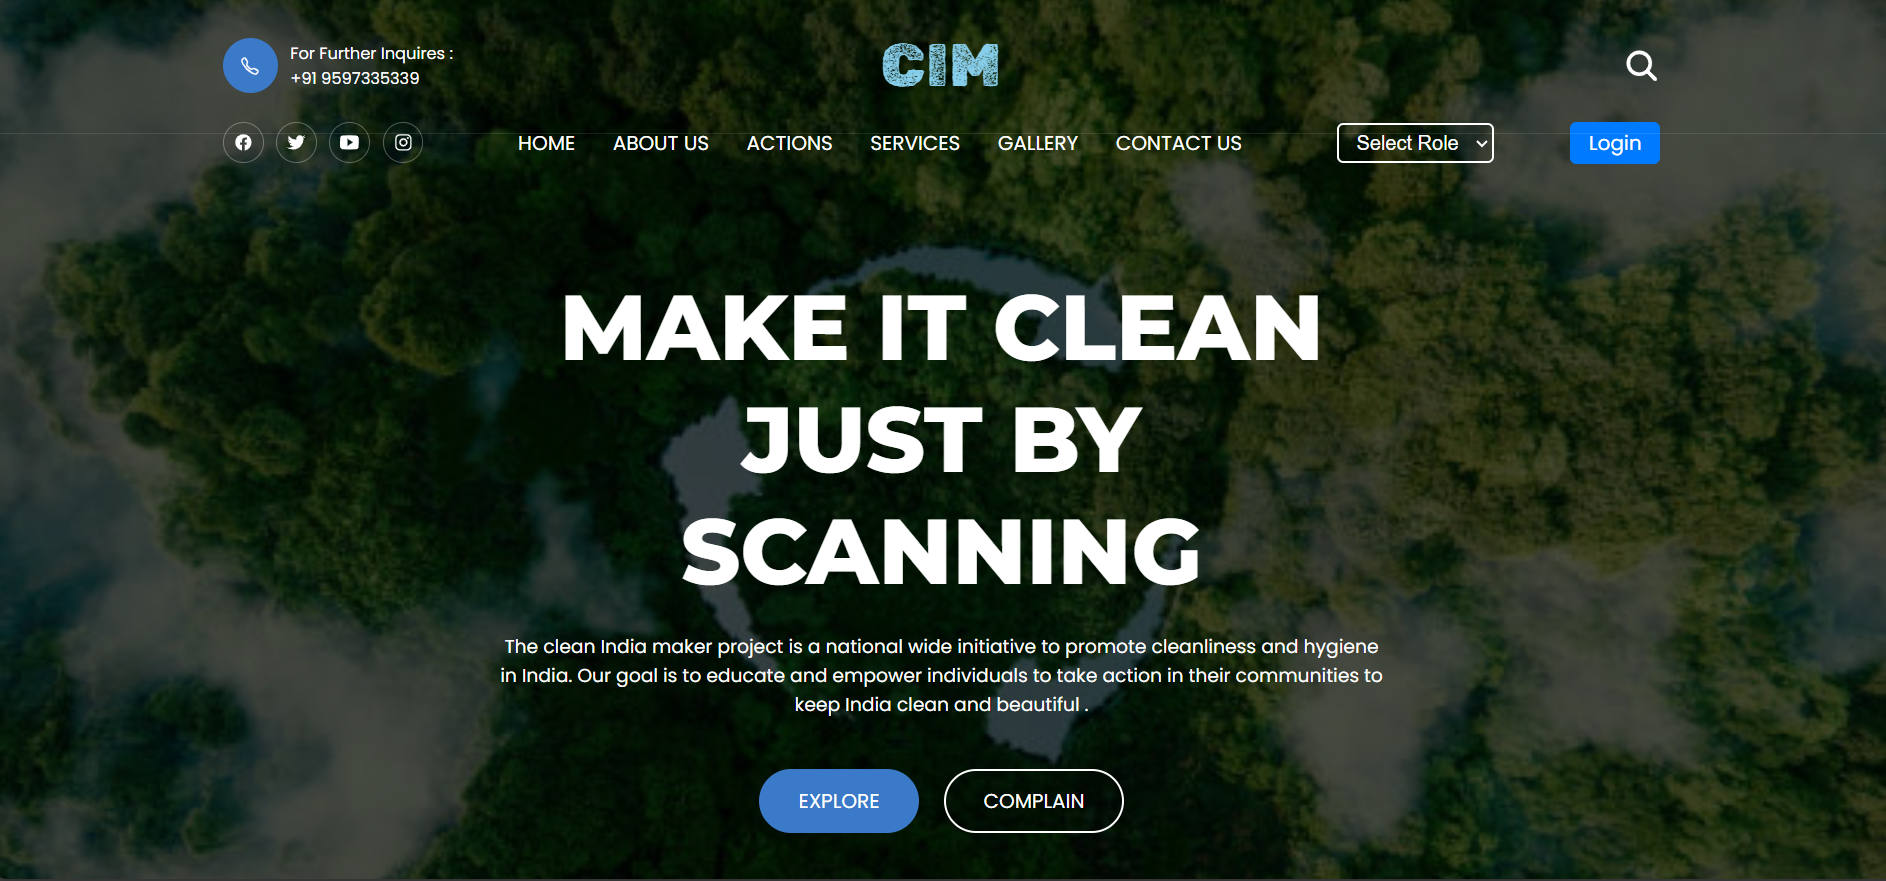 For Further Inquires :
+91 9597335339
CIM
HOME ABOUT US ACTIONS SERVICES GALLERY CONTACT US Select Role Login
MAKE IT CLEAN
JUST BY
SCANNING
The clean India maker project is a national wide initiative to promote cleanliness and hygiene
in India. Our goal is to educate and empower individuals to take action in their communities to
keep India clean and beautiful .
EXPLORE COMPLAIN